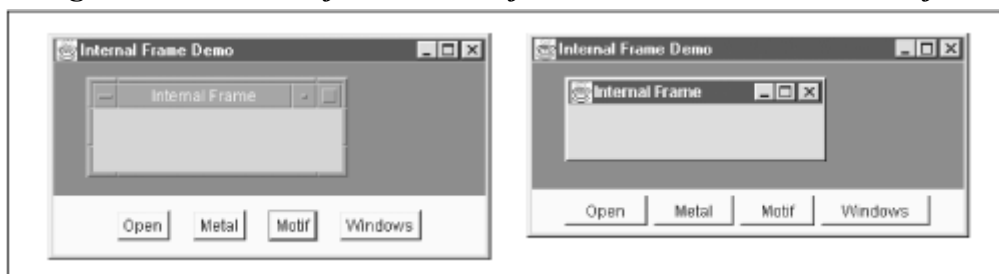 Internal Frame Demo
Internal Frame
Open Metal Motif Windows
Internal Frame Demo
Internal Frame
Open Metal Motif Windows